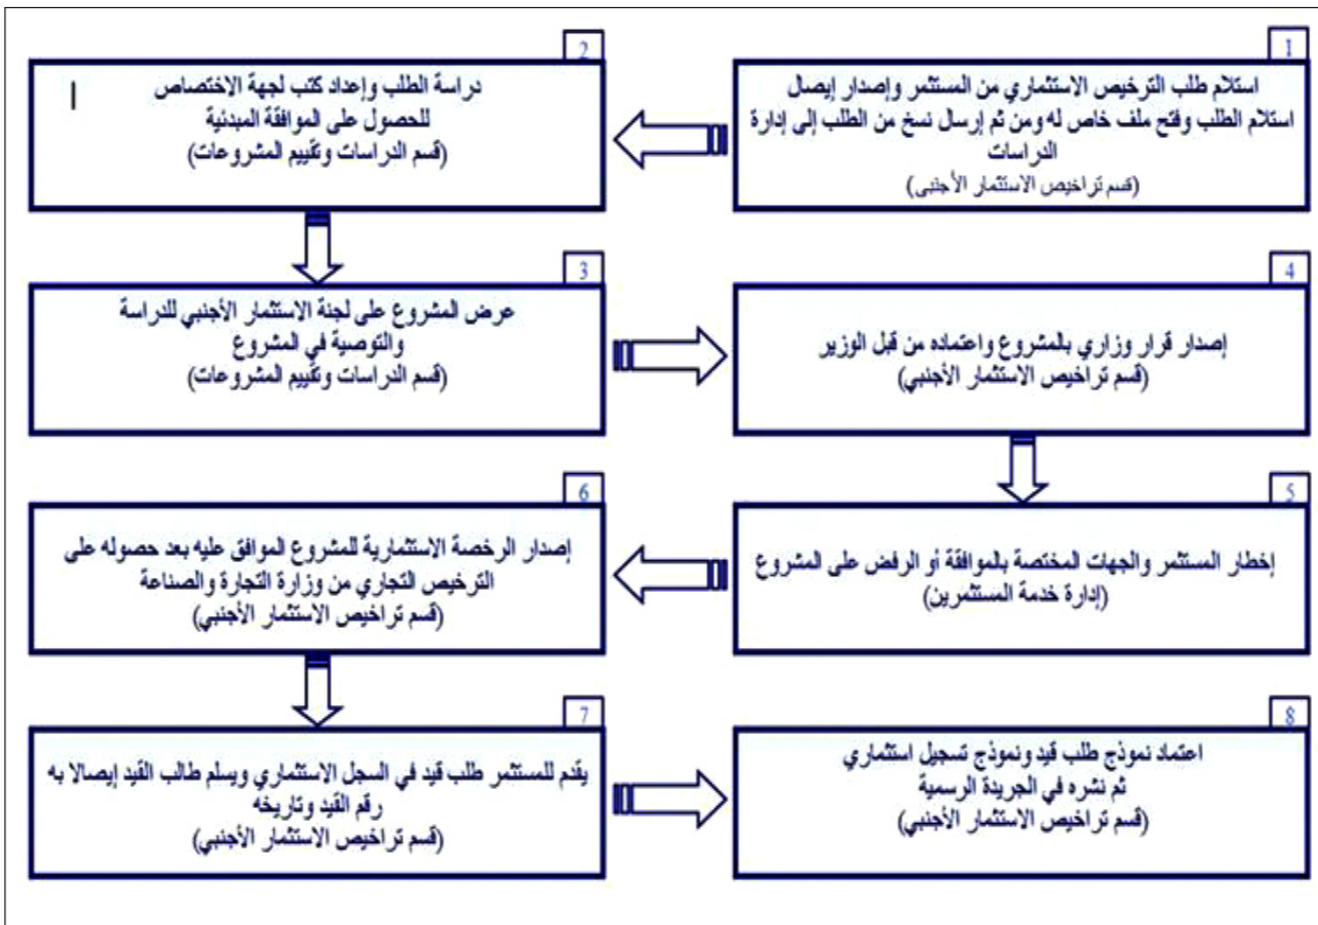 1
استلام طلب الترخيص الاستثماري من المستثمر وإصدار إيصال
استلام الطلب وفتح ملف خاص له ومن ثم إرسال نسخ من الطلب إلى إدارة
الدراسات
(قسم تراخيص الاستثمار الأجنبي)
2
دراسة الطلب وإعداد كتب لجهة الاختصاص
للحصول على الموافقة المبدئية
(قسم الدراسات وتقييم المشروعات)
3
عرض المشروع على لجنة الاستثمار الأجنبي للدراسة
والتوصية في المشروع
(قسم الدراسات وتقييم المشروعات)
4
إصدار قرار وزاري بالمشروع واعتماده من قبل الوزير
(قسم تراخيص الاستثمار الأجنبي)
5
إخطار المستثمر والجهات المختصة بالموافقة أو الرفض على المشروع
(إدارة خدمة المستثمرين)
6
إصدار الرخصة الاستثمارية للمشروع الموافق عليه بعد حصوله على
الترخيص التجاري من وزارة التجارة والصناعة
(قسم تراخيص الاستثمار الأجنبي)
7
يقدم للمستثمر طلب قيد في السجل الاستثماري ويسلم طالب القيد إيصالا به
رقم القيد وتاريخه
(قسم تراخيص الاستثمار الأجنبي)
8
اعتماد نموذج طلب قيد ونموذج تسجيل استثماري
ثم نشره في الجريدة الرسمية
(قسم تراخيص الاستثمار الأجنبي)